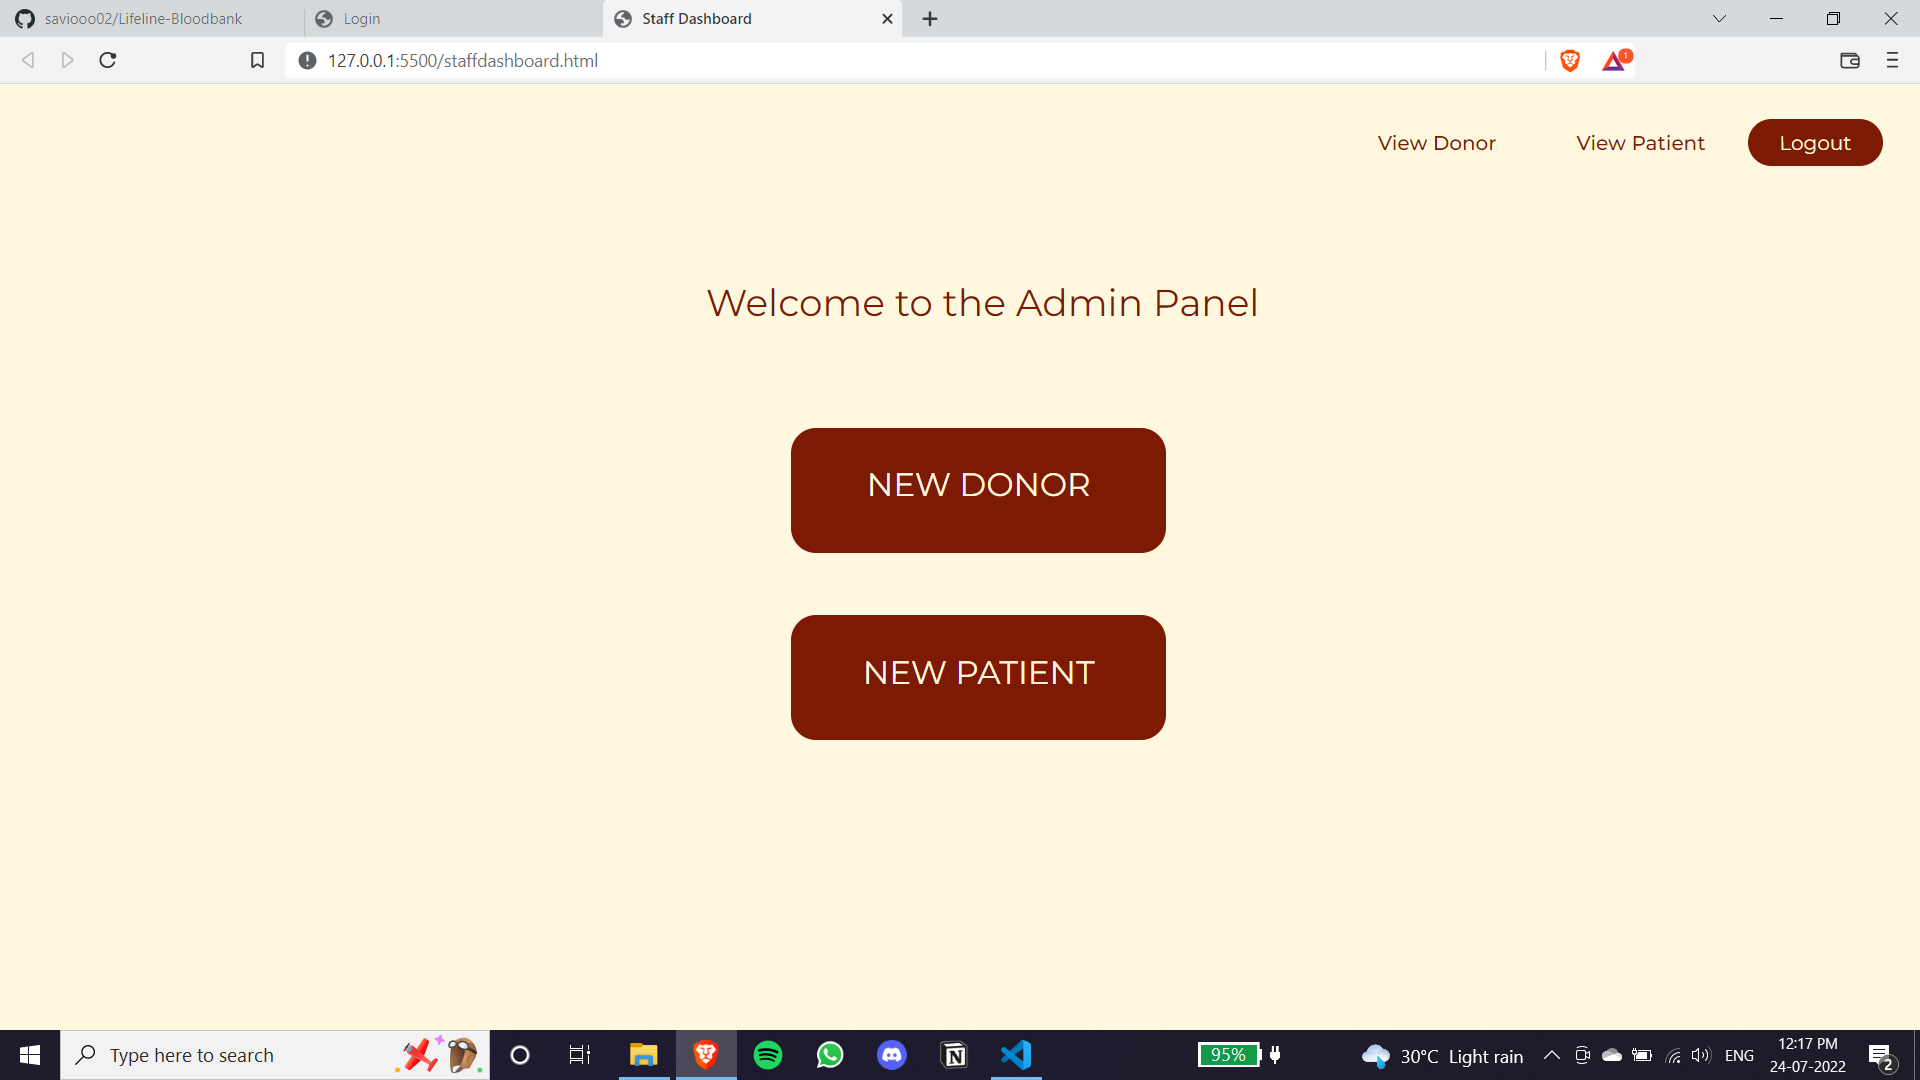 saviooo02/Lifeline-Bloodbank
Login
Staff Dashboard
127.0.0.1:5500/staffdashboard.html
1
View Donor
View Patient
Logout
Welcome to the Admin Panel
NEW DONOR
NEW PATIENT
Type here to search
95%
30°C Light rain
ENG
12:17 PM
24-07-2022
2